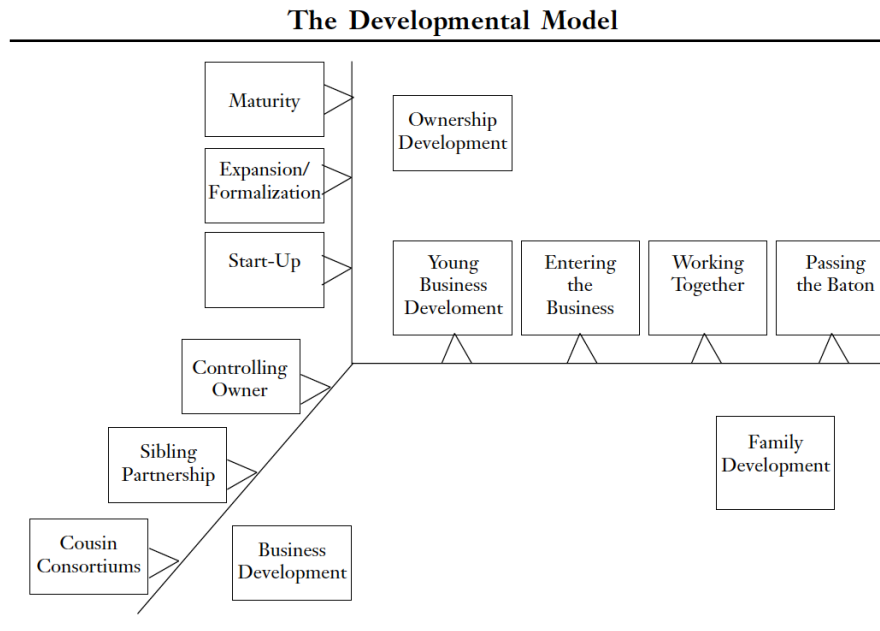 The Developmental Model
Maturity
Ownership
Development
Expansion/
Formalization
Start-Up
Young
Business
Develoment
Entering
the
Business
Working
Together
Passing
the Baton
Controlling
Owner
Sibling
Partnership
Family
Development
Cousin
Consortiums
Business
Development